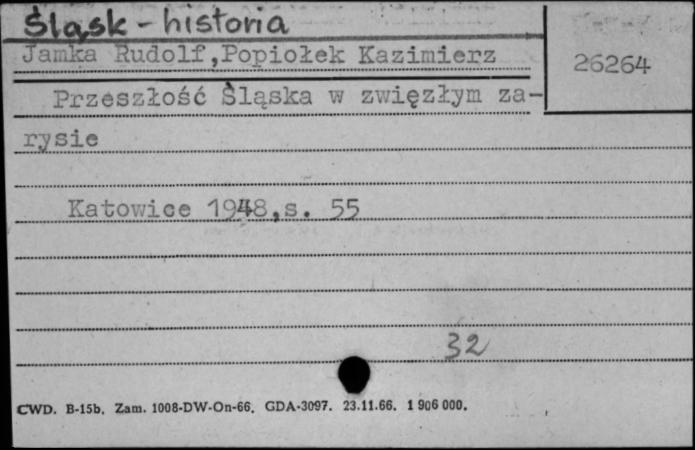 Śląsk - historia
Jamka Rudolf, Popiołek Kazimierz
26264
Przeszłość Śląska w zwięzłym za-
rysie
Katowice 1948, s. 55
32
CWD. B-15b. Zam. 1008-DW-On-66. GDA-3097. 23.11.66. 1 906 000.